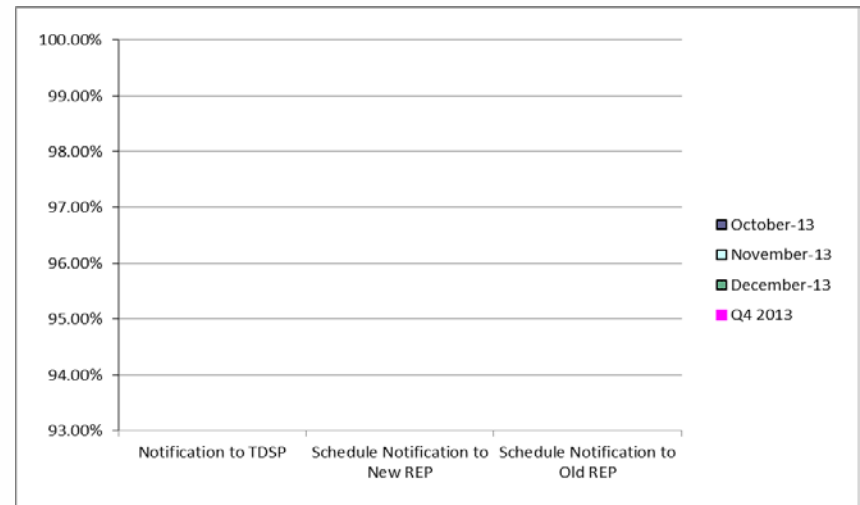 100.00%
99.00%
98.00%
97.00%
96.00%
95.00%
94.00%
93.00%
Notification to TDSP
Schedule Notification to
New REP
Schedule Notification to
Old REP
October-13
November-13
December-13
Q4 2013